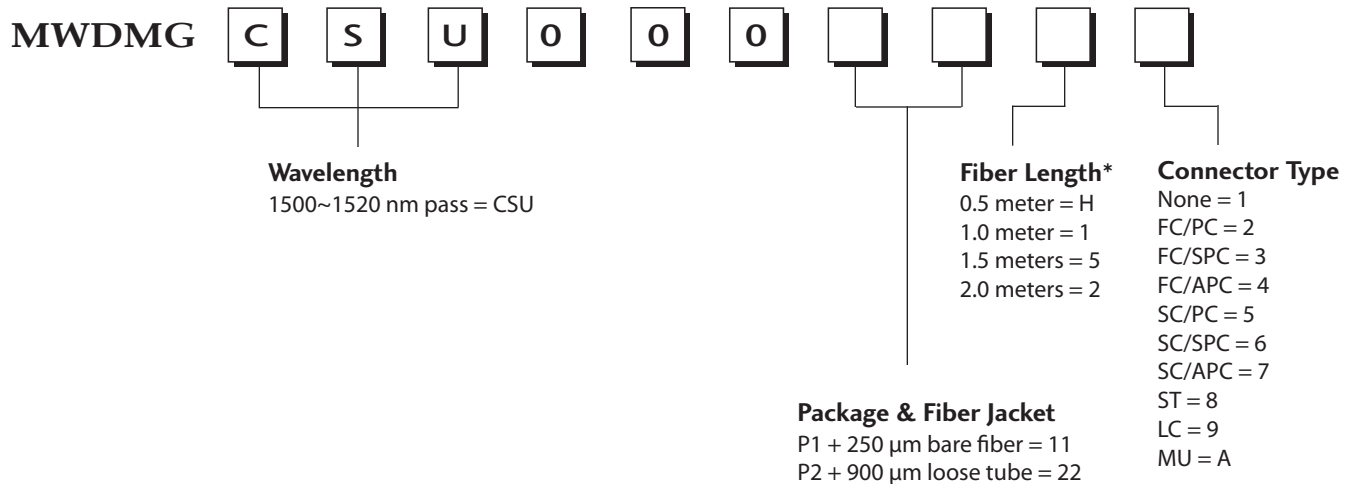 MWDMG C S U 0 0 0
Wavelength
1500~1520 nm pass = CSU
Fiber Length*
0.5 meter = H
1.0 meter = 1
1.5 meters = 5
2.0 meters = 2
Connector Type
None = 1
FC/PC = 2
FC/SPC = 3
FC/APC = 4
SC/PC = 5
SC/SPC = 6
SC/APC = 7
ST = 8
LC = 9
MU = A
Package & Fiber Jacket
P1 + 250 μm bare fiber = 11
P2 + 900 μm loose tube = 22